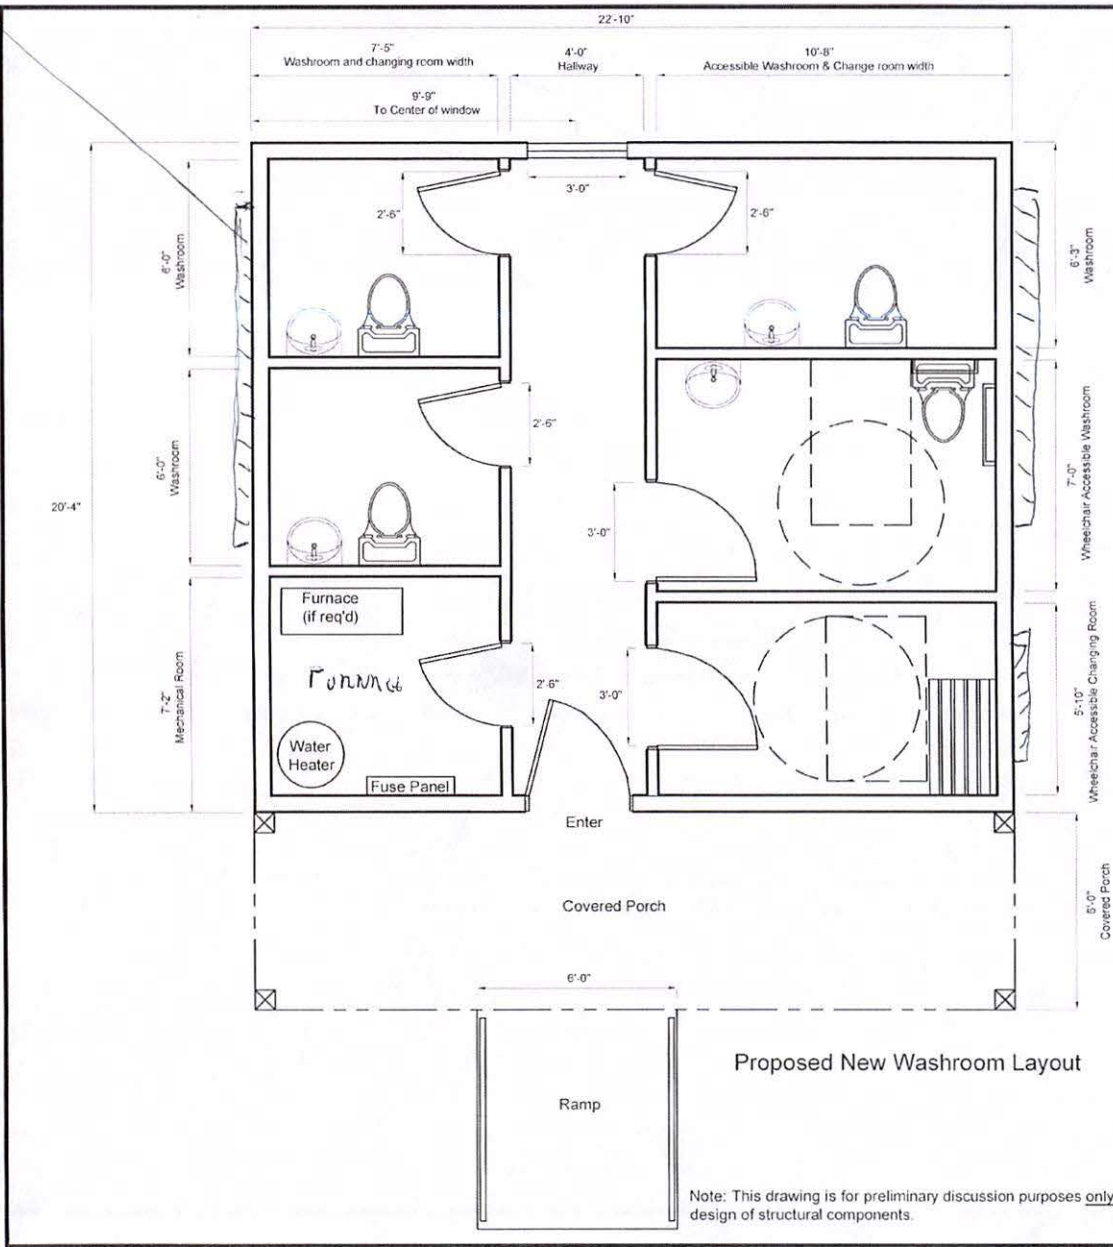 22'-10"
7'-5"
Washroom and changing room width
4'-0"
Hallway
10'-8"
Accessible Washroom & Change room width
9'-9"
To Center of window
3'-0"
2'-6"
2'-6"
6'-0"
Washroom
6'-3"
Washroom
2'-6"
6'-0"
Washroom
20'-4"
3'-0"
7'-0"
Wheelchair Accessible Washroom
Furnace
(if req'd)
2'-6"
3'-0"
7'-2"
Mechanical Room
5'-10"
Wheelchair Accessible Changing Room
Water
Heater
Fuse Panel
Enter
Covered Porch
6'-0"
Covered Porch
6'-0"
Ramp
Proposed New Washroom Layout
Note: This drawing is for preliminary discussion purposes only
design of structural components.